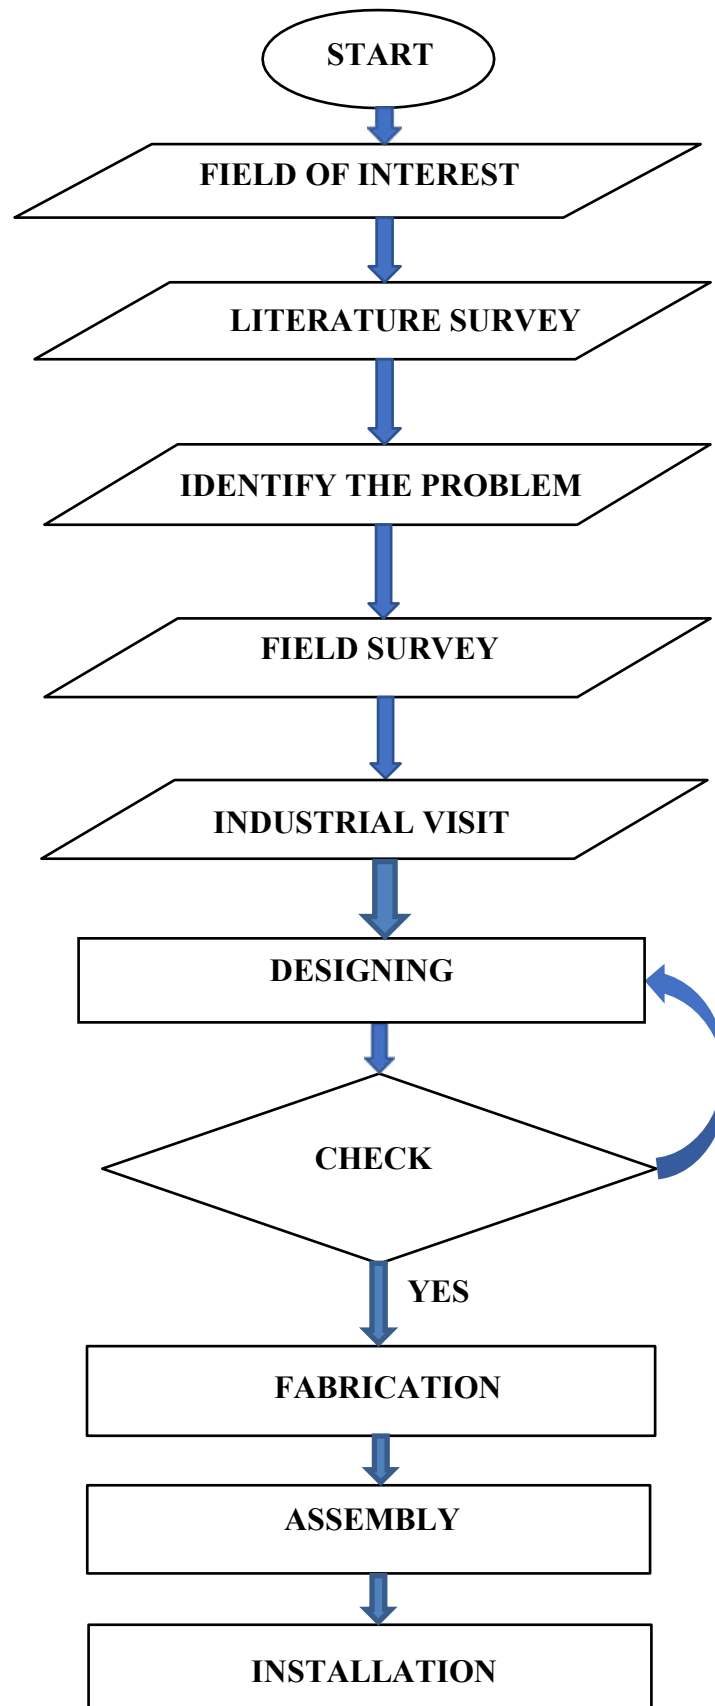 START
FIELD OF INTEREST
LITERATURE SURVEY
IDENTIFY THE PROBLEM
FIELD SURVEY
INDUSTRIAL VISIT
DESIGNING
CHECK
YES
FABRICATION
ASSEMBLY
INSTALLATION